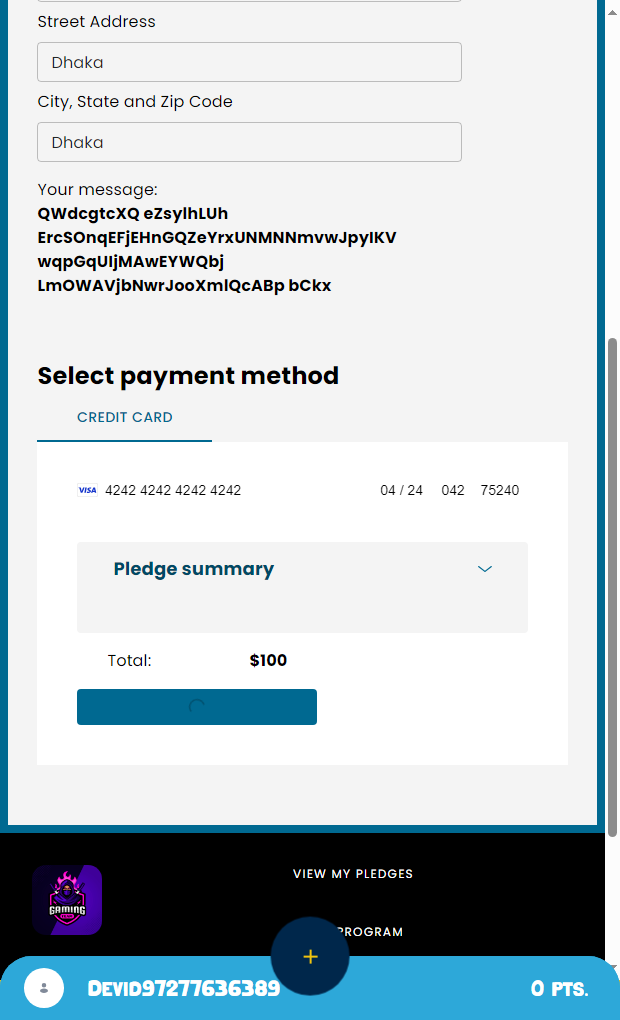 Street Address
Dhaka
City, State and Zip Code
Dhaka
Your message:
QWdcgtcXQ eZsylhLUh
ErcSOnqEFjEHnGQZeYrxUNMNNmvwJpyIKV
wqpGqUIjMAwEYWQbj
LmOWAVjbNwrJooXmlQcABp bCkx
Select payment method
CREDIT CARD
VISA 4242 4242 4242 4242 04 / 24 042 75240
Pledge summary
Total: $100
VIEW MY PLEDGES
GAMING
PROGRAM
+
Devid97277636389 0 PTS.